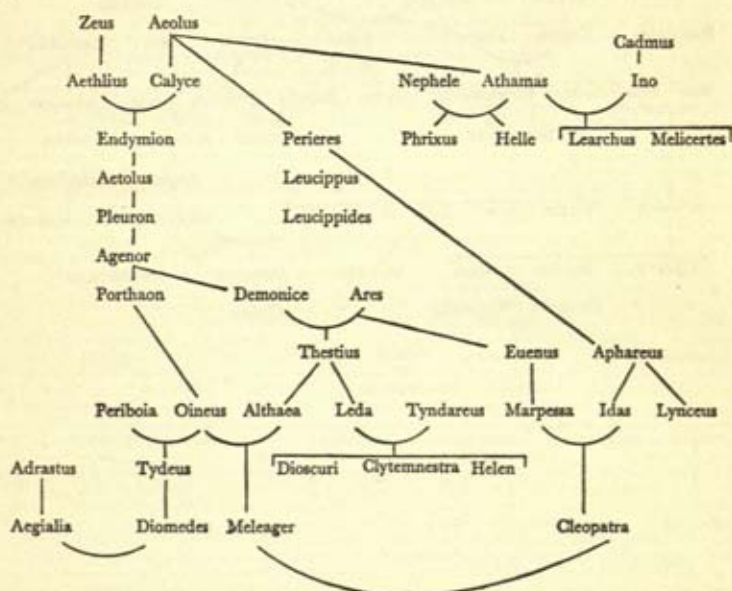 Zeus Aeolus
Cadmus
Aethlius Calyce Nephele Athamas Ino
Endymion Perieres Phrixus Helle Learchus Melicertes
Aetolus Leucippus
Pleuron Leucippides
Agenor
Porthaon Demonice Ares
Thestius Euenus Aphareus
Periboia Oineus Althaea Leda Tyndareus Marpessa Idas Lynceus
Adrastus Tydeus Dioscuri Clytemnestra Helen
Aegialia Diomedes Meleager Cleopatra